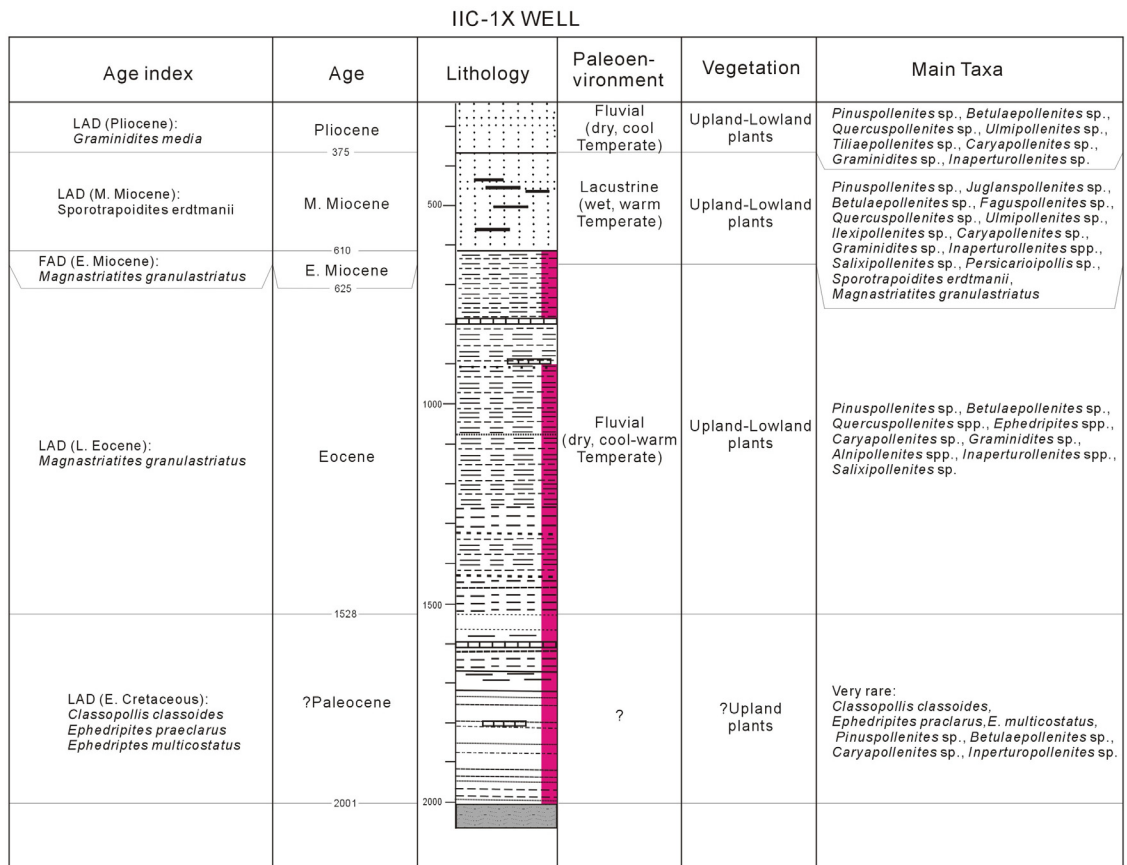 IIC-1X WELL
Age index
Age
Lithology
Paleoen-
vironment
Vegetation
Main Taxa
LAD (Pliocene):
Graminidites media
Pliocene
375
Fluvial
(dry, cool
Temperate)
Upland-Lowland
plants
Pinuspollenites sp., Betulaepollenites sp.,
Quercuspollenites sp., Ulmipollenites sp.,
Tiliaepollenites sp., Caryapollenites sp.,
Graminidites sp., Inaperturollenites sp.
LAD (M. Miocene):
Sporotrapoidites erdtmanii
M. Miocene
610
500
Lacustrine
(wet, warm
Temperate)
Upland-Lowland
plants
Pinuspollenites sp., Juglanspollenites sp.,
Betulaepollenites sp., Faguspollenites sp.,
Quercuspollenites sp., Ulmipollenites sp.,
Ilexipollenites sp., Caryapollenites sp.,
Graminidites sp., Inaperturollenites spp.,
Salixipollenites sp., Persicarioipollis sp.,
Sporotrapoidites erdtmanii,
Magnastriatites granulastriatus
FAD (E. Miocene):
Magnastriatites granulastriatus
E. Miocene
625
LAD (L. Eocene):
Magnastriatites granulastriatus
Eocene
1528
1000
1500
Fluvial
(dry, cool-warm
Temperate)
Upland-Lowland
plants
Pinuspollenites sp., Betulaepollenites sp.,
Quercuspollenites spp., Ephedripites spp.,
Caryapollenites sp., Graminidites sp.,
Alnipollenites spp., Inaperturollenites spp.,
Salixipollenites sp.
LAD (E. Cretaceous):
Classopollis classoides
Ephedripites praeclarus
Ephedriptes multicostatus
?Paleocene
2001
2000
?
?Upland
plants
Very rare:
Classopollis classoides,
Ephedripites praclarus, E. multicostatus,
Pinuspollenites sp., Betulaepollenites sp.,
Caryapollenites sp., Inperturopollenites sp.